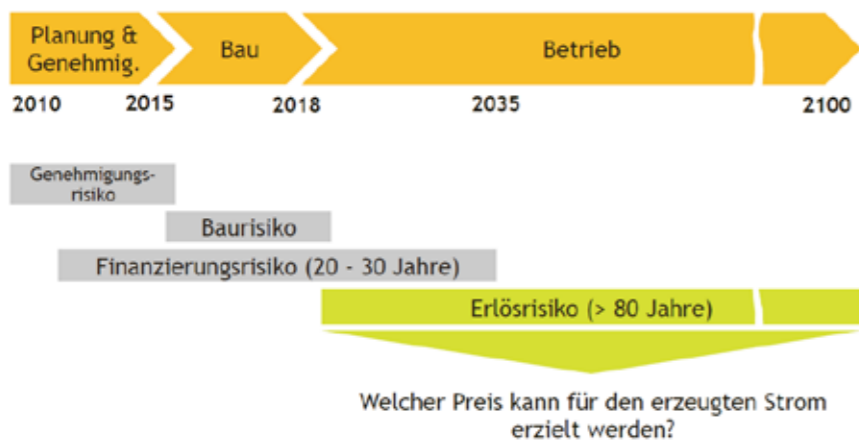 Planung &
Genehmig.
Bau
Betrieb
2010
2015
2018
2035
2100
Genehmigungs-
risiko
Baurisiko
Finanzierungsrisiko (20 - 30 Jahre)
Erlösrisiko (> 80 Jahre)
Welcher Preis kann für den erzeugten Strom
erzielt werden?